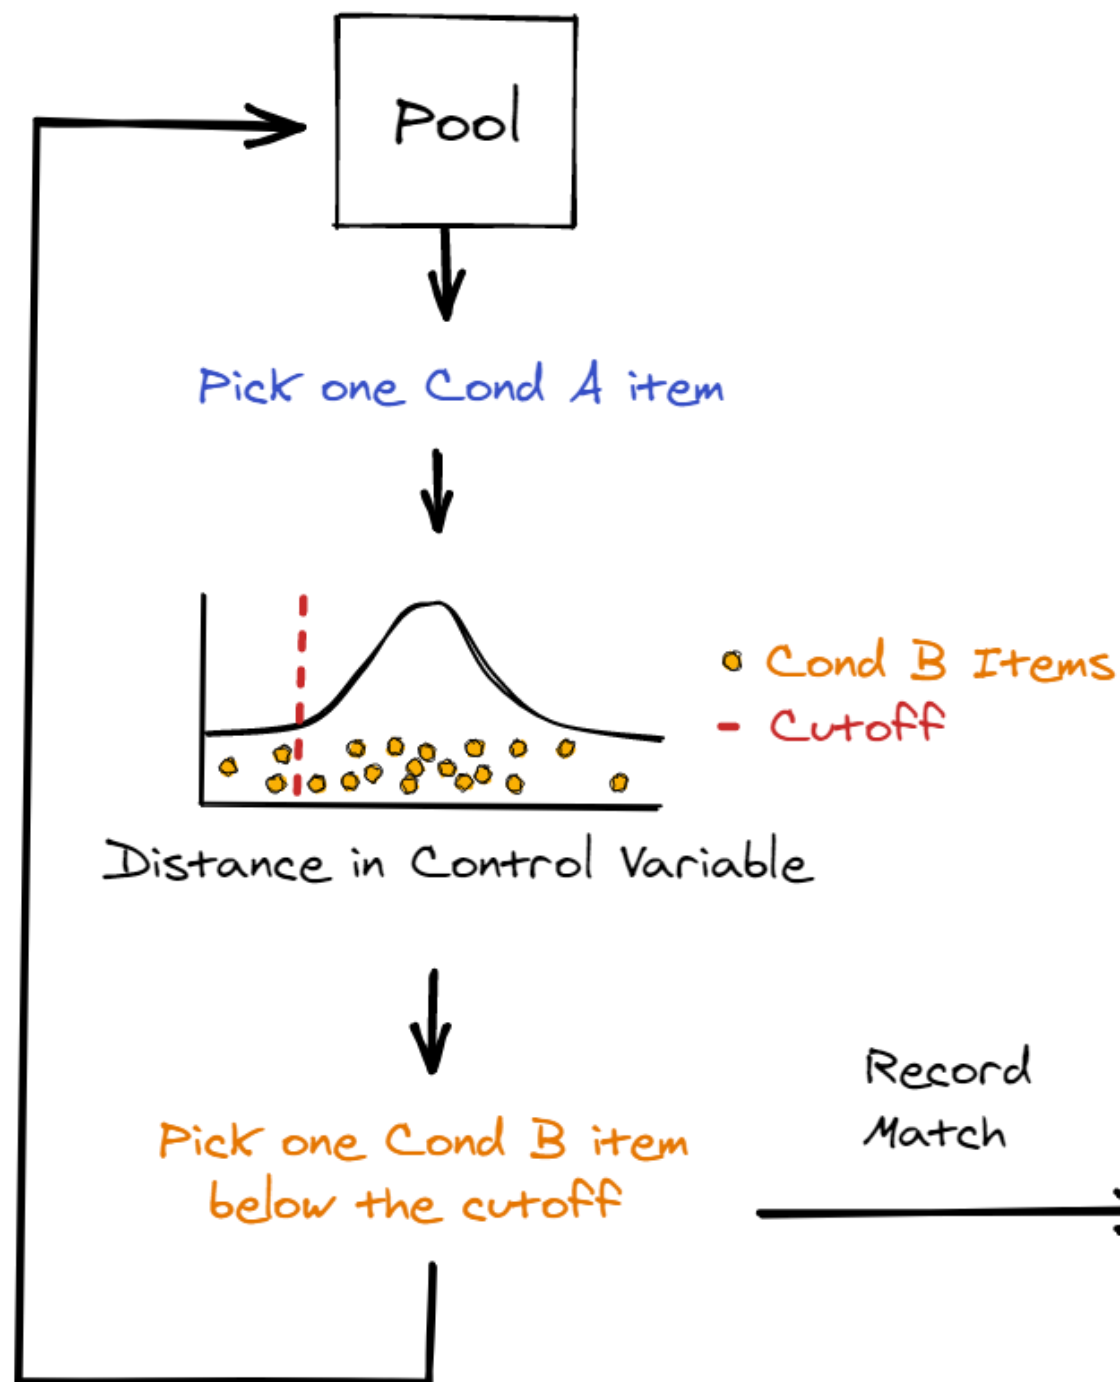 Pool
Pick one Cond A item
Cond B Items
Cutoff
Distance in Control Variable
Pick one Cond B item
below the cutoff
Record
Match